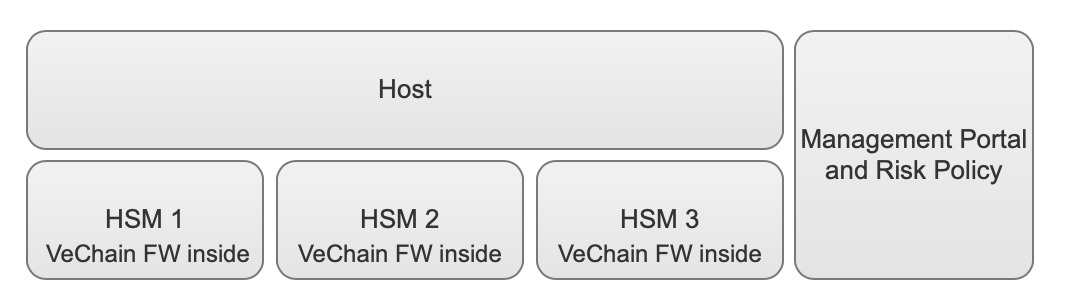 Host
Management Portal
and Risk Policy
HSM 1
VeChain FW inside
HSM 2
VeChain FW inside
HSM 3
VeChain FW inside